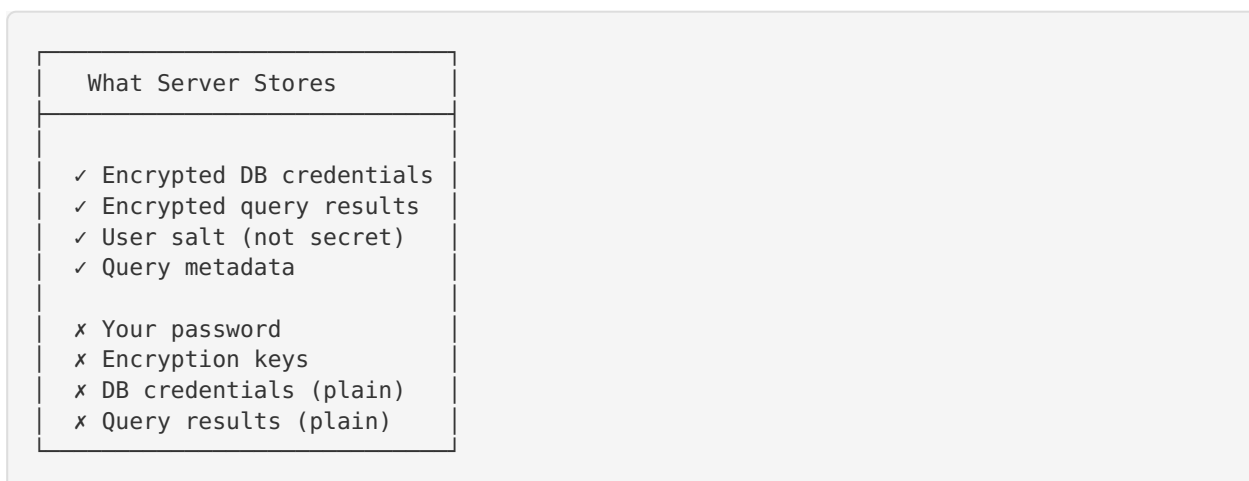 What Server Stores
✓ Encrypted DB credentials
✓ Encrypted query results
✓ User salt (not secret)
✓ Query metadata
✗ Your password
✗ Encryption keys
✗ DB credentials (plain)
✗ Query results (plain)